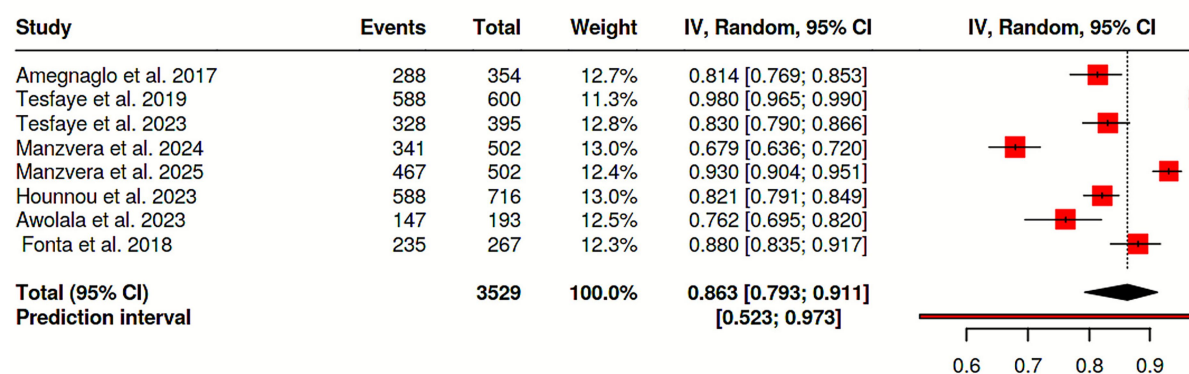 Study Events Total Weight IV, Random, 95% CI IV, Random, 95% CI
Amegnaglo et al. 2017 288 354 12.7% 0.814 [0.769; 0.853]
Tesfaye et al. 2019 588 600 11.3% 0.980 [0.965; 0.990]
Tesfaye et al. 2023 328 395 12.8% 0.830 [0.790; 0.866]
Manzvera et al. 2024 341 502 13.0% 0.679 [0.636; 0.720]
Manzvera et al. 2025 467 502 12.4% 0.930 [0.904; 0.951]
Hounnou et al. 2023 588 716 13.0% 0.821 [0.791; 0.849]
Awolala et al. 2023 147 193 12.5% 0.762 [0.695; 0.820]
Fonta et al. 2018 235 267 12.3% 0.880 [0.835; 0.917]
Total (95% CI) 3529 100.0% 0.863 [0.793; 0.911]
Prediction interval [0.523; 0.973]
0.6 0.7 0.8 0.9